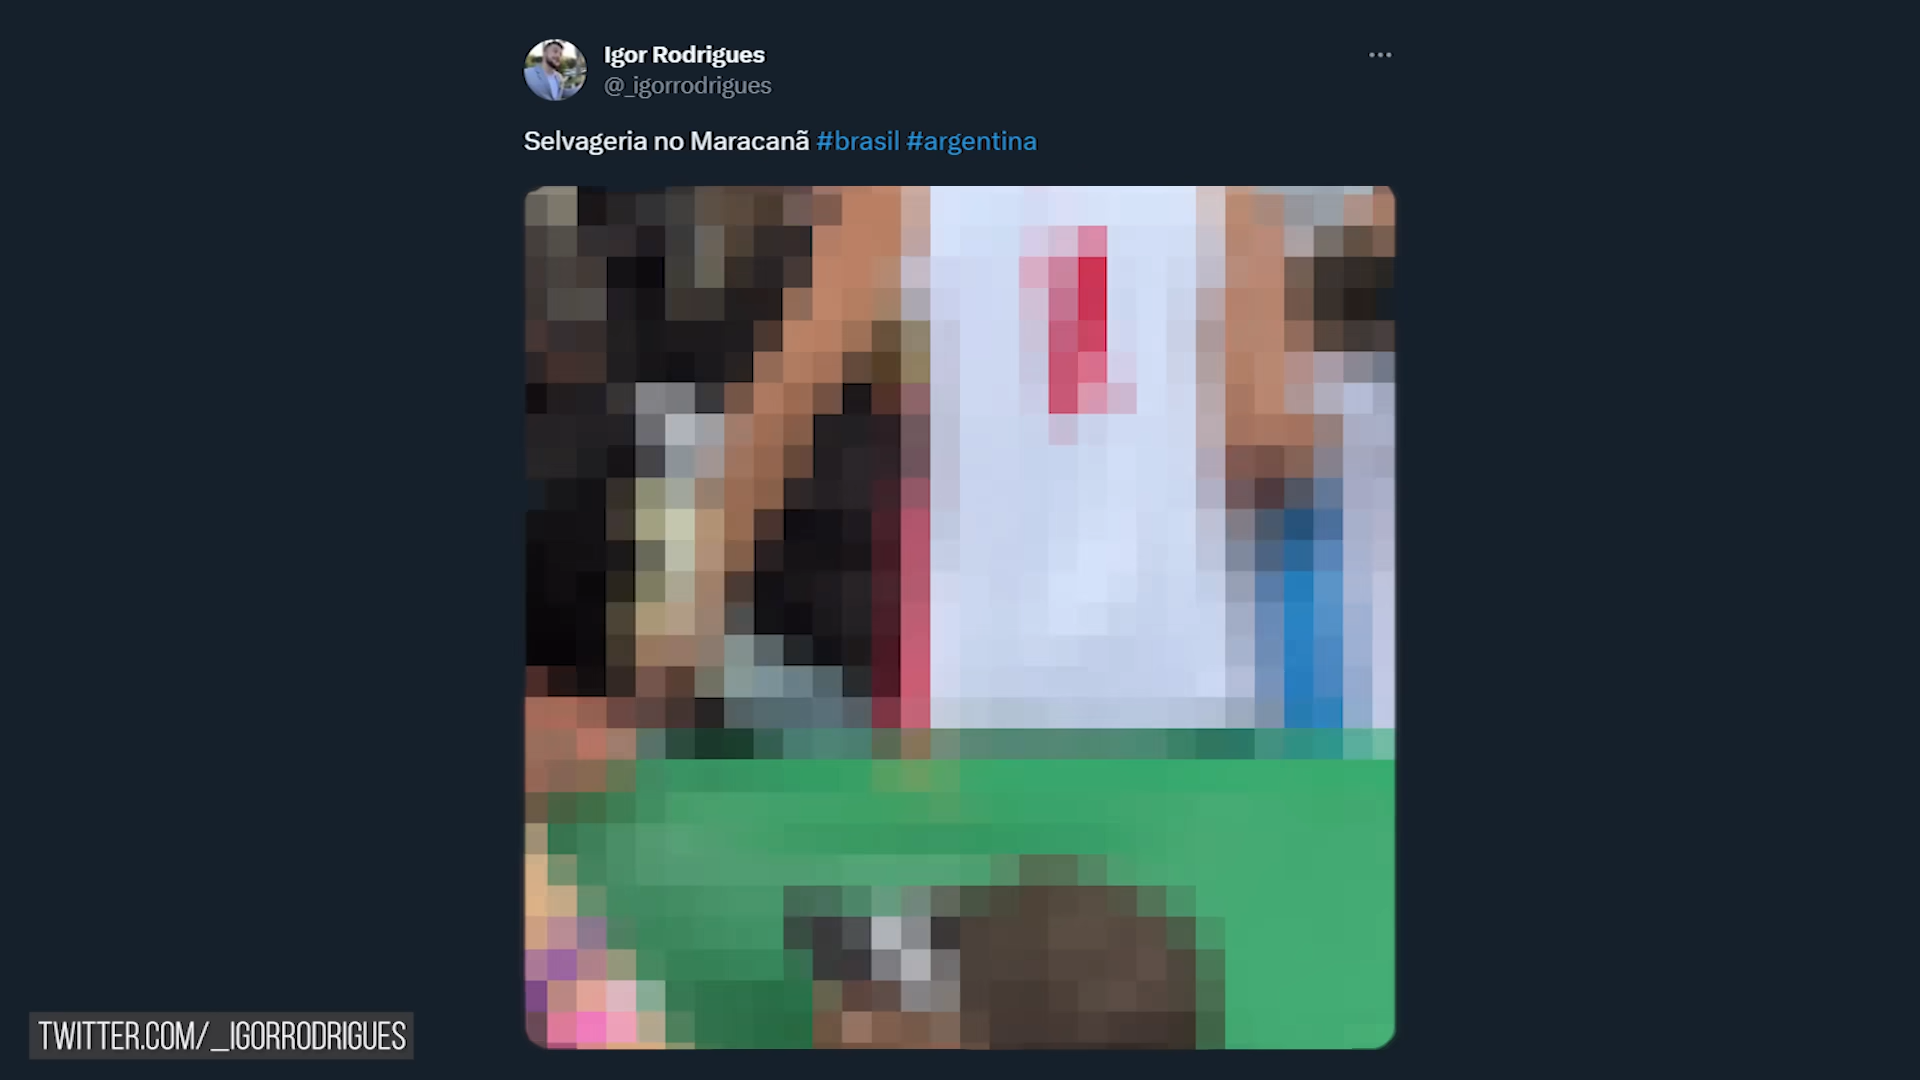 Igor Rodrigues
@_igorrodrigues
Selvageria no Maracanã #brasil #argentina
TWITTER.COM/_IGORRODRIGUES